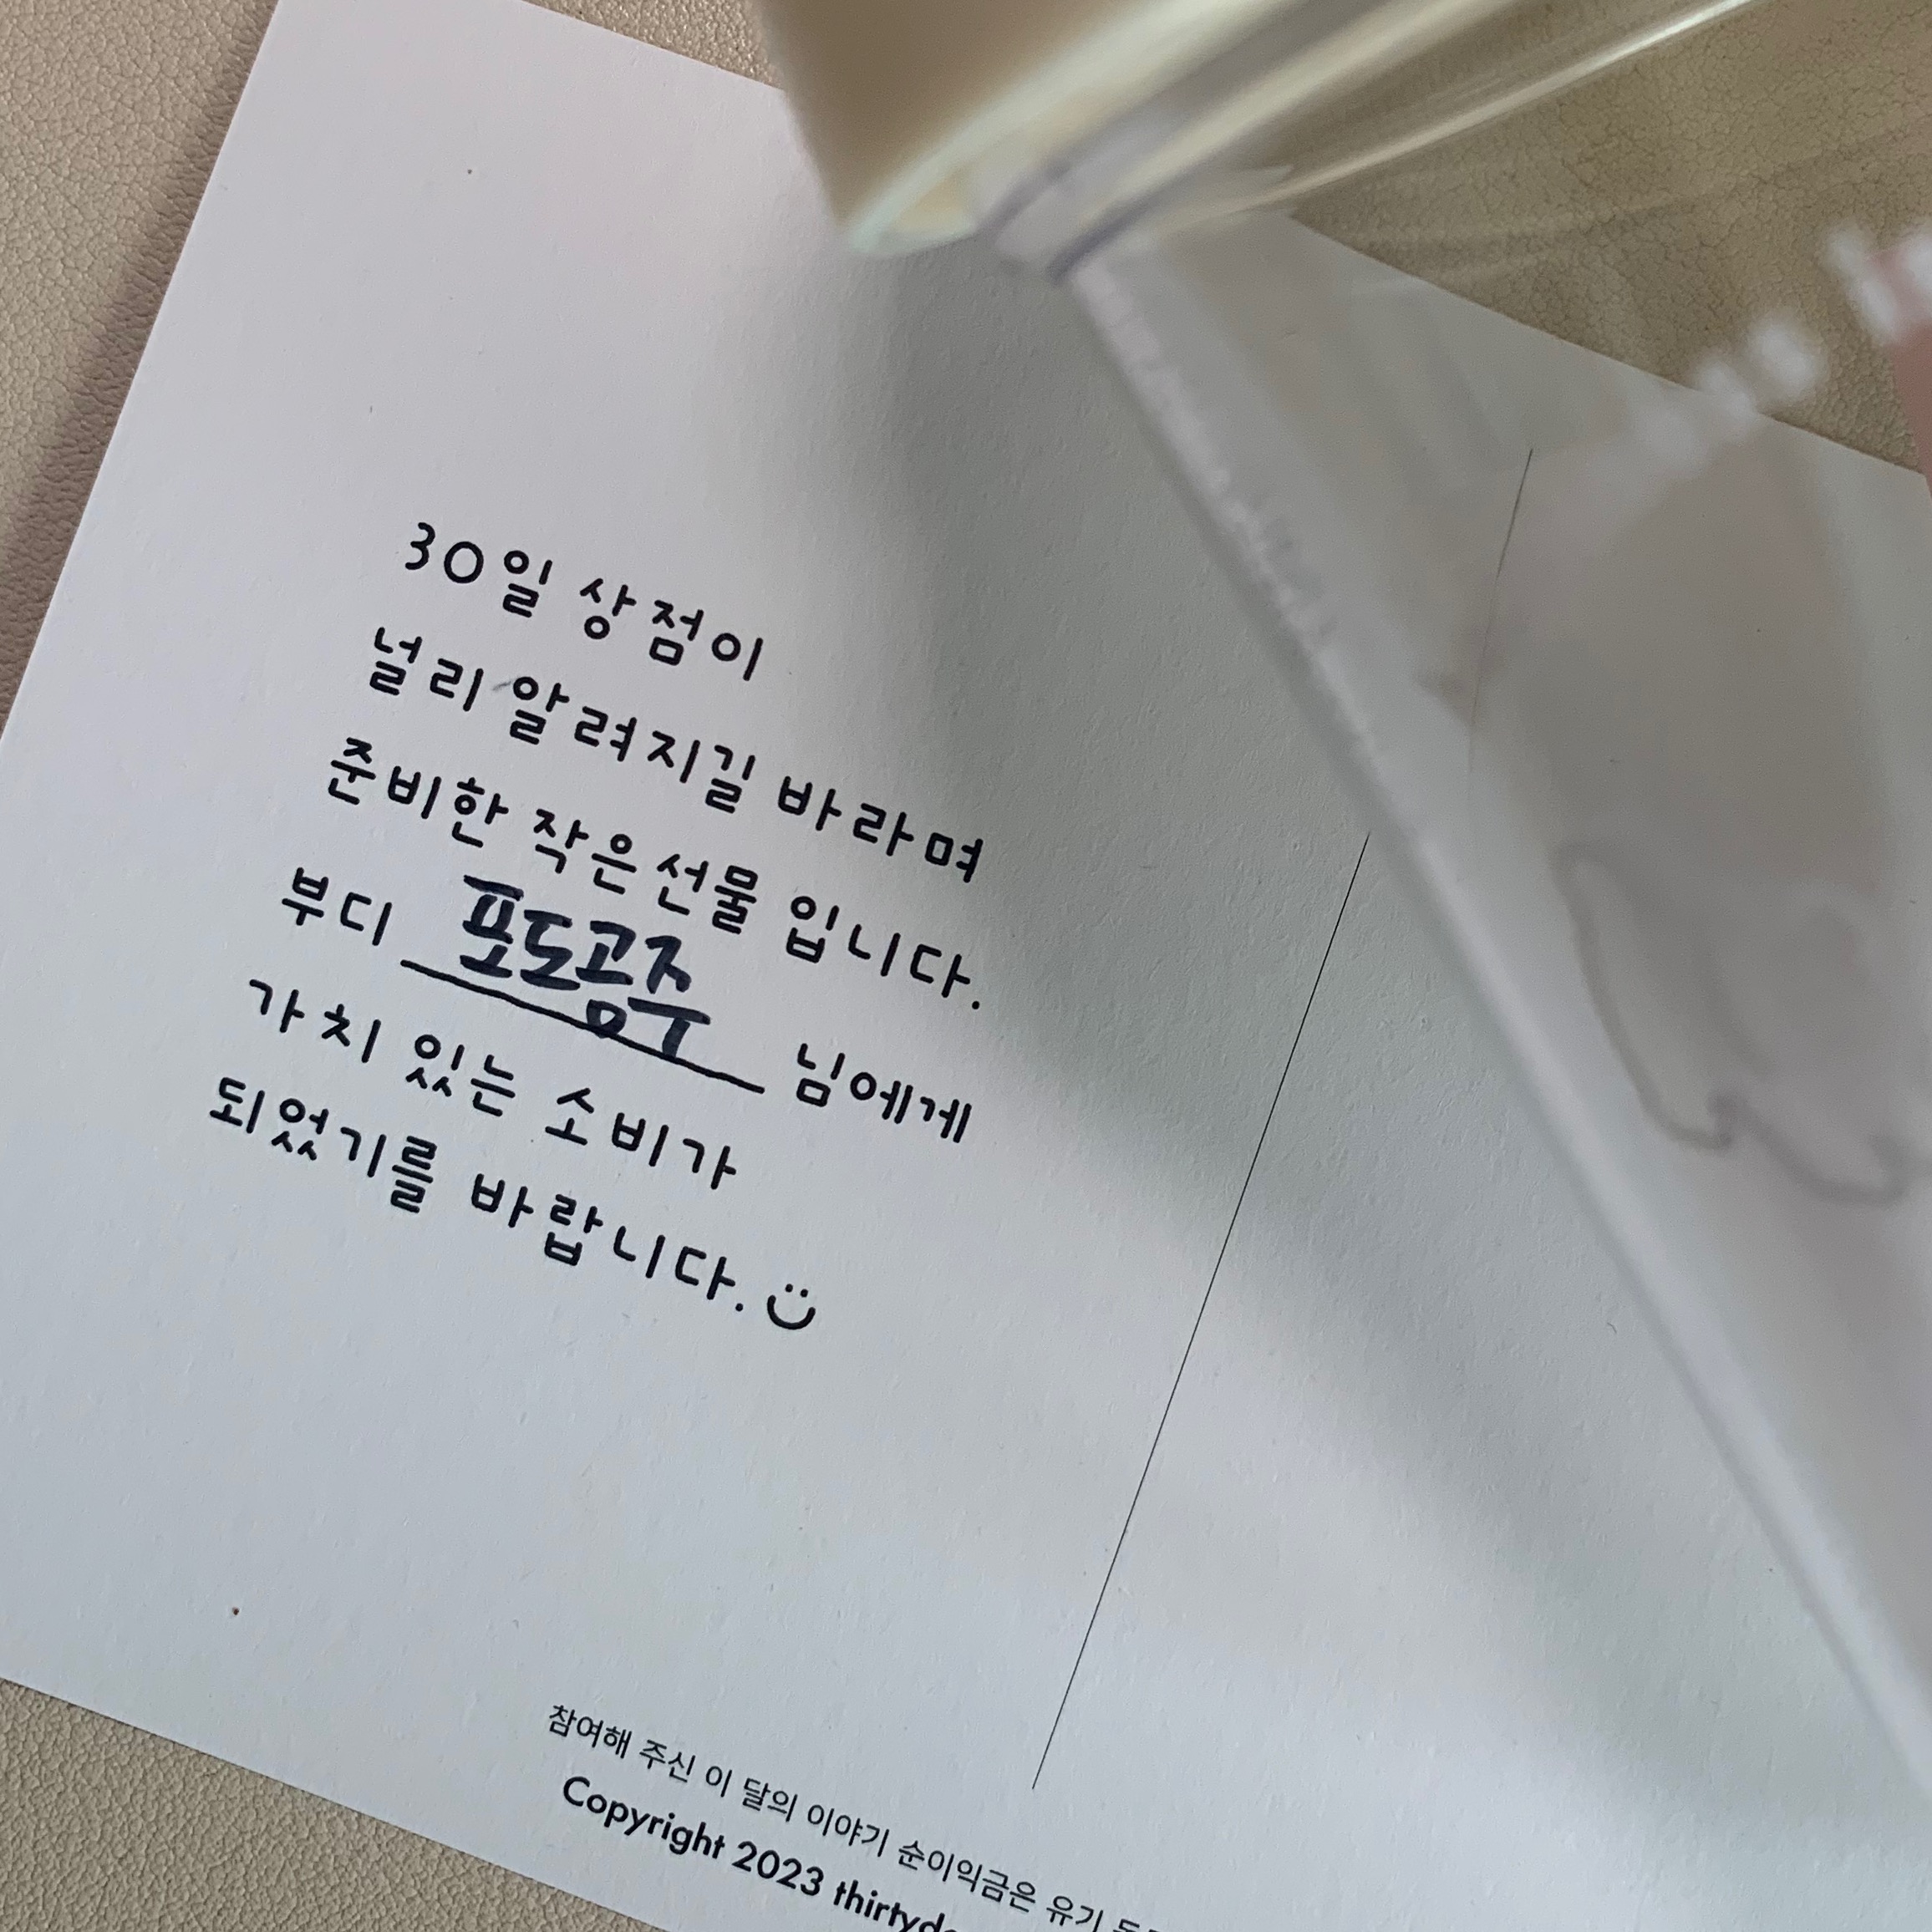 30일 상점이
널리 알려지길 바라며
준비한 작은선물 입니다.
부디 포도공주 님에게
가치 있는 소비가
되었기를 바랍니다.
참여해 주신 이 달의 이야기 순이익금은 유기
Copyright 2023